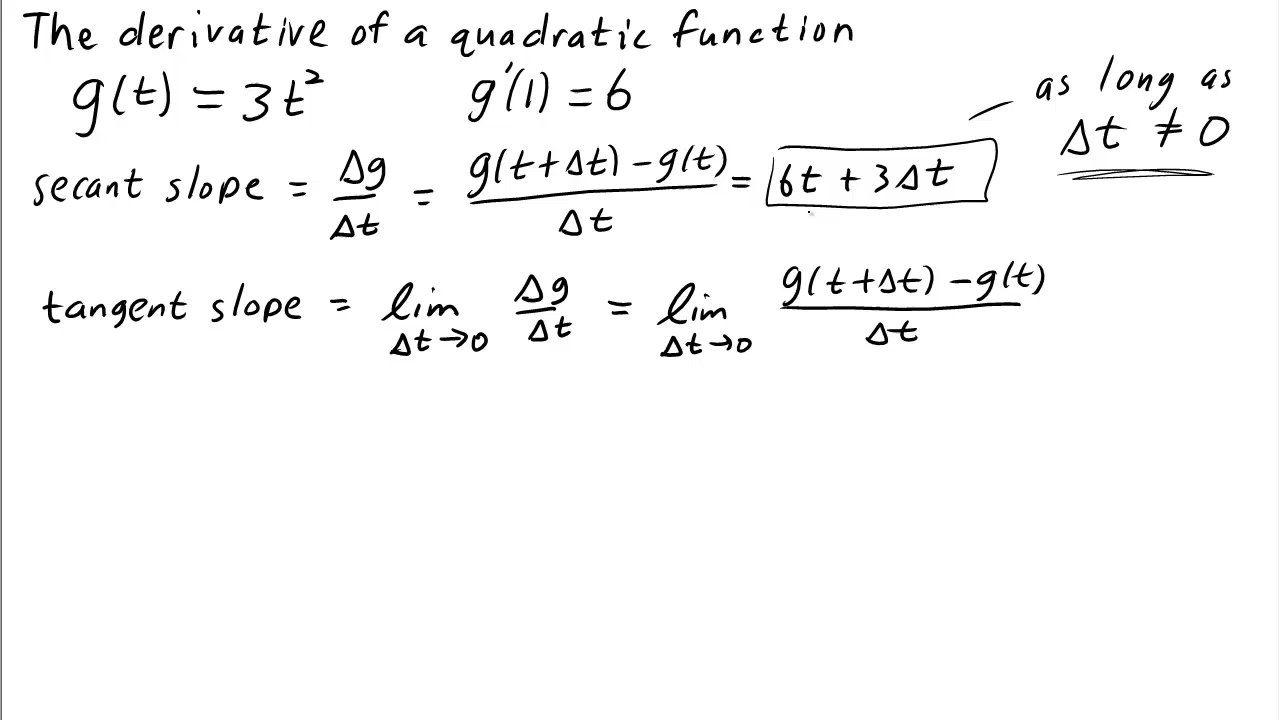 The derivative of a quadratic function
g(t) = 3t² g'(1) = 6
as long as
Δt ≠ 0
secant slope = Δg/Δt = (g(t+Δt) - g(t))/Δt = 6t + 3Δt
tangent slope = lim Δt→0 Δg/Δt = lim Δt→0 (g(t+Δt) - g(t))/Δt